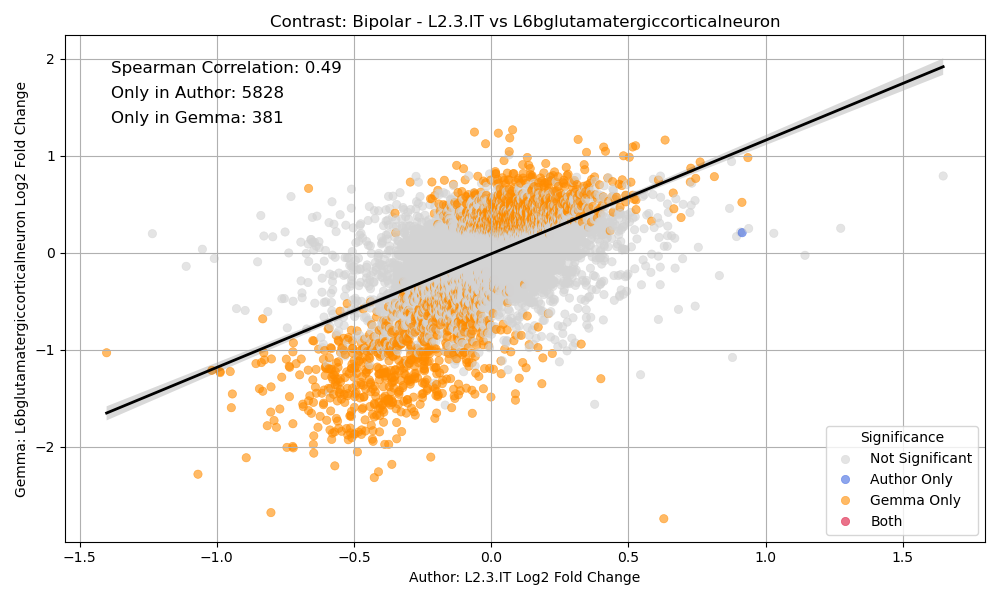 Contrast: Bipolar - L2.3.IT vs L6bglutamatergiccorticalneuron
Spearman Correlation: 0.49
Only in Author: 5828
Only in Gemma: 381
Gemma: L6bglutamatergiccorticalneuron Log2 Fold Change
2
1
0
−1
−2
Significance
Not Significant
Author Only
Gemma Only
Both
−1.5 −1.0 −0.5 0.0 0.5 1.0 1.5
Author: L2.3.IT Log2 Fold Change